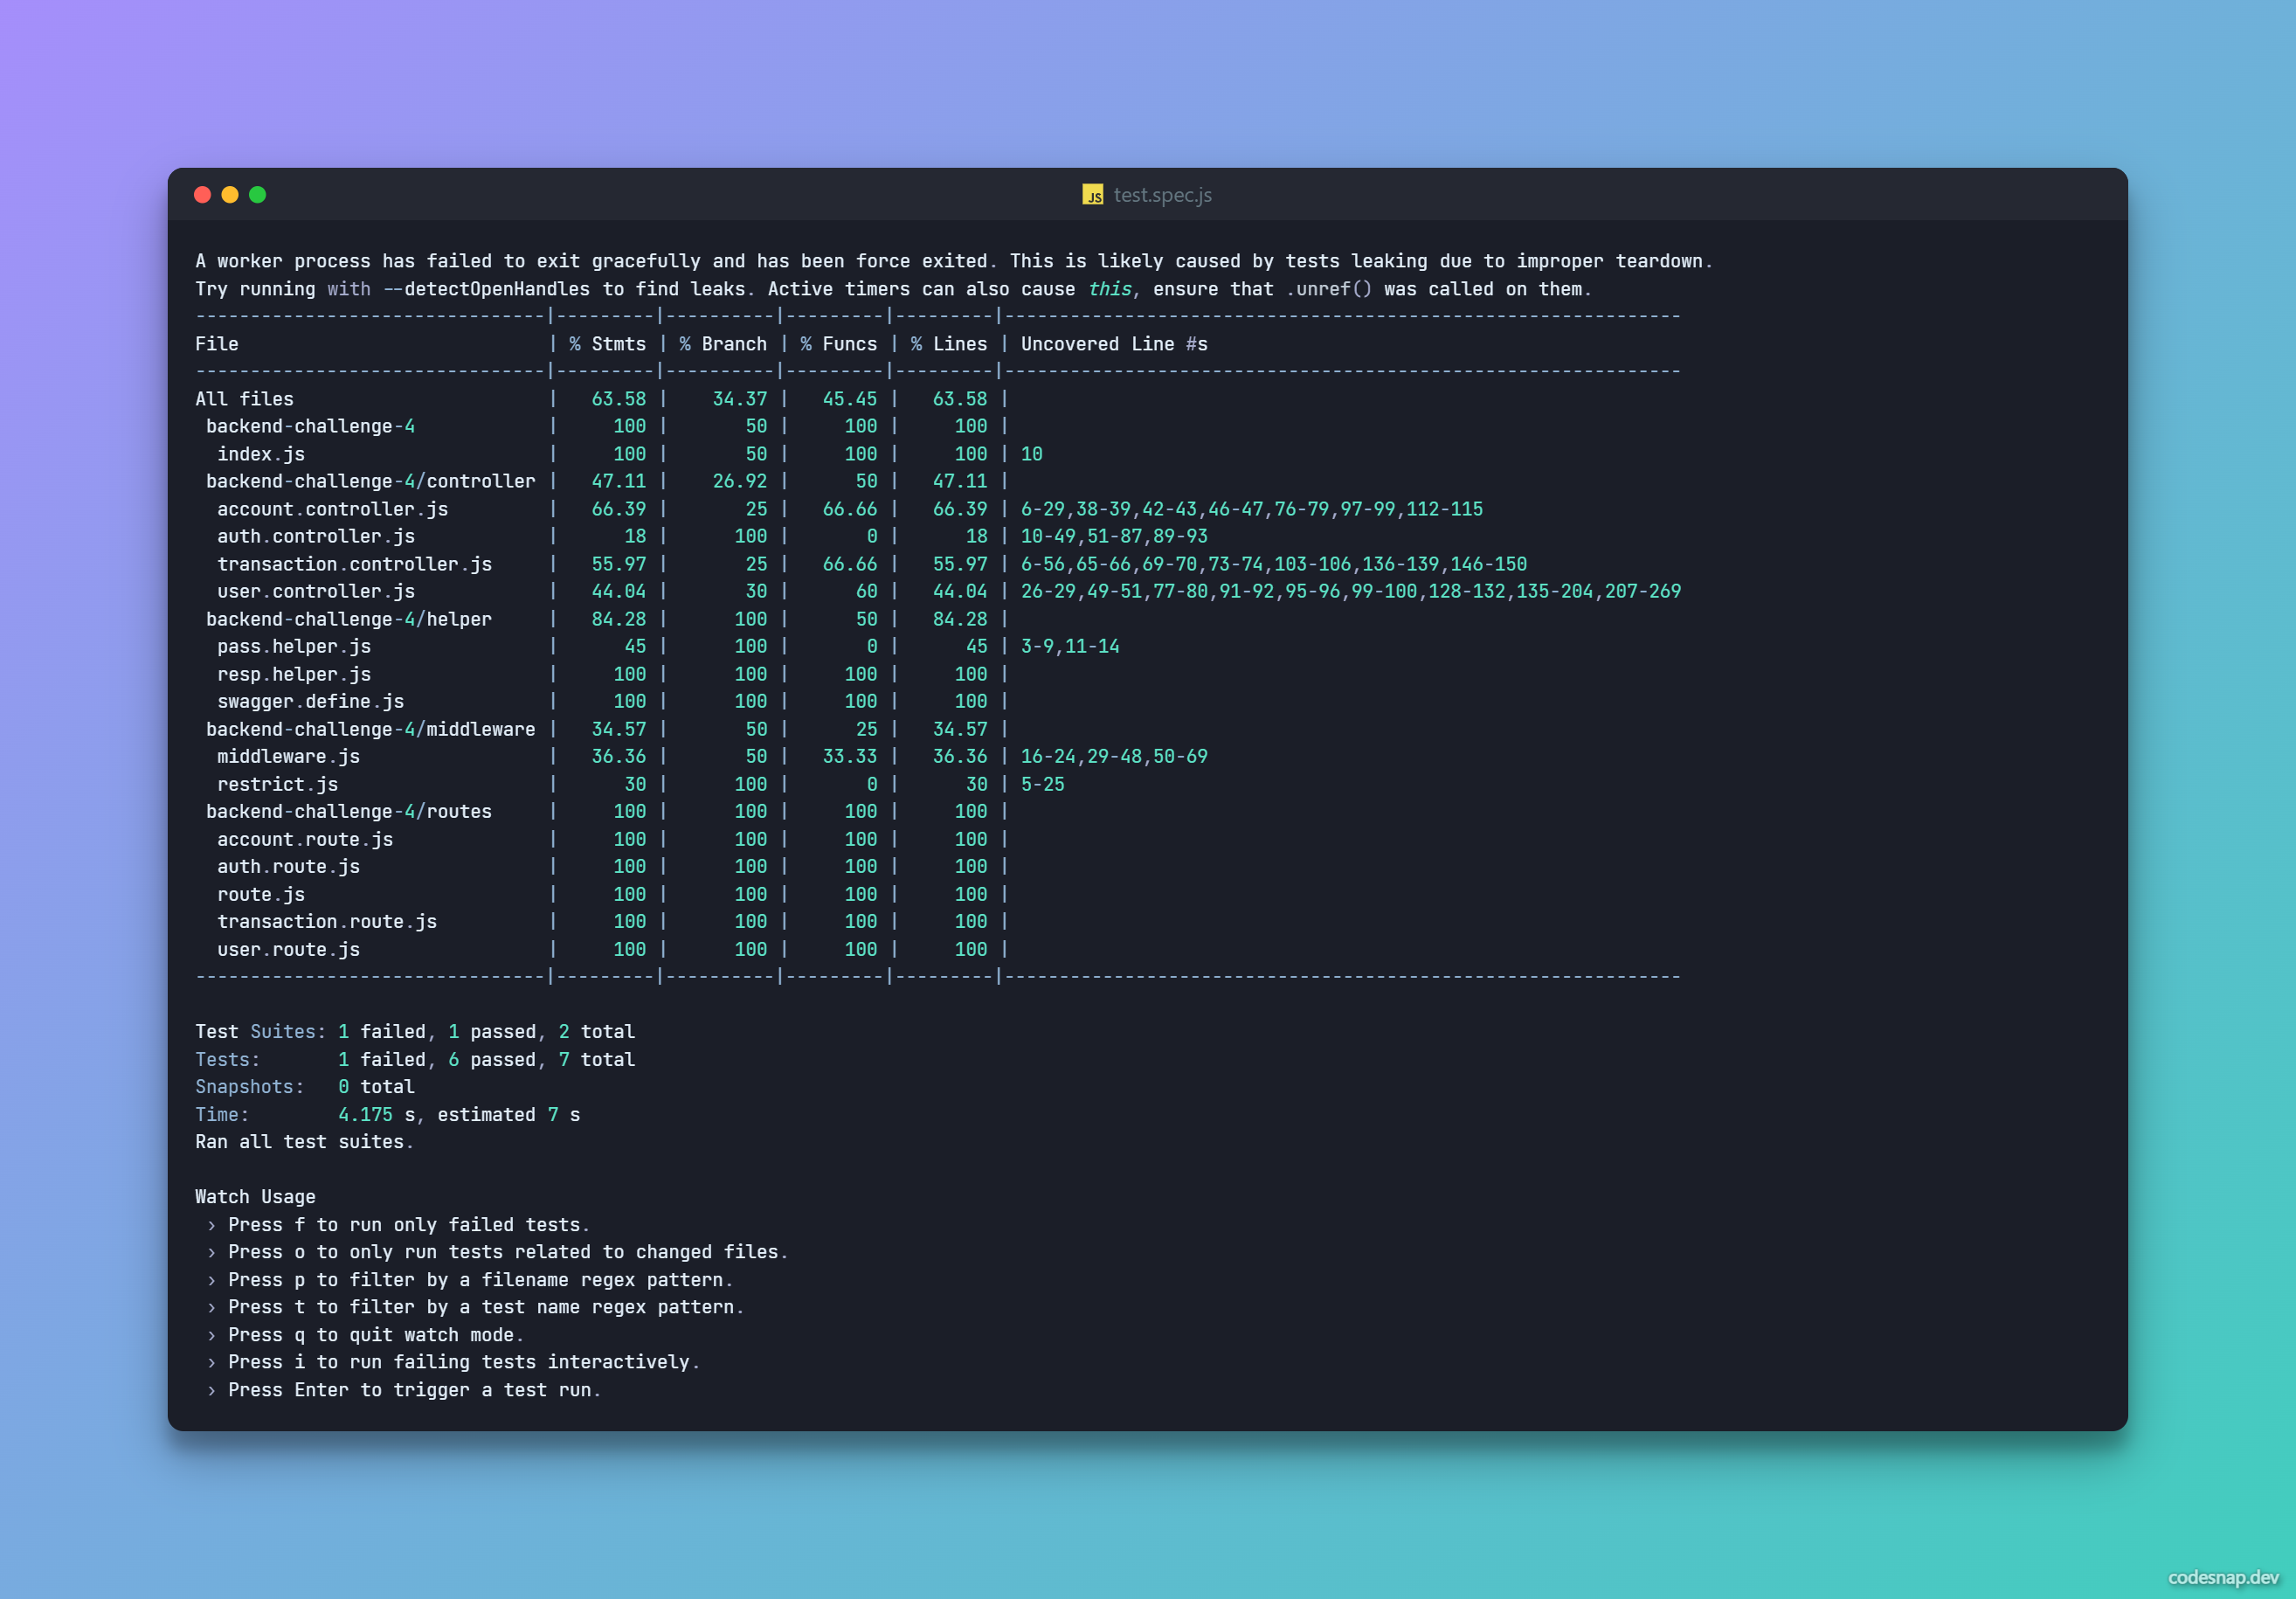 test.spec.js
A worker process has failed to exit gracefully and has been force exited. This is likely caused by tests leaking due to improper teardown.
Try running with --detectOpenHandles to find leaks. Active timers can also cause this, ensure that .unref() was called on them.
--------------------------------|---------|----------|---------|---------|--------------------------------------------------------------
File                            | % Stmts | % Branch | % Funcs | % Lines | Uncovered Line #s
--------------------------------|---------|----------|---------|---------|--------------------------------------------------------------
All files                       |   63.58 |    34.37 |   45.45 |   63.58 |
 backend-challenge-4            |     100 |       50 |     100 |     100 |
  index.js                      |     100 |       50 |     100 |     100 | 10
 backend-challenge-4/controller |   47.11 |    26.92 |      50 |   47.11 |
  account.controller.js         |   66.39 |       25 |   66.66 |   66.39 | 6-29,38-39,42-43,46-47,76-79,97-99,112-115
  auth.controller.js            |      18 |      100 |       0 |      18 | 10-49,51-87,89-93
  transaction.controller.js     |   55.97 |       25 |   66.66 |   55.97 | 6-56,65-66,69-70,73-74,103-106,136-139,146-150
  user.controller.js            |   44.04 |       30 |      60 |   44.04 | 26-29,49-51,77-80,91-92,95-96,99-100,128-132,135-204,207-269
 backend-challenge-4/helper     |   84.28 |      100 |      50 |   84.28 |
  pass.helper.js                |      45 |      100 |       0 |      45 | 3-9,11-14
  resp.helper.js                |     100 |      100 |     100 |     100 |
  swagger.define.js             |     100 |      100 |     100 |     100 |
 backend-challenge-4/middleware |   34.57 |       50 |      25 |   34.57 |
  middleware.js                 |   36.36 |       50 |   33.33 |   36.36 | 16-24,29-48,50-69
  restrict.js                   |      30 |      100 |       0 |      30 | 5-25
 backend-challenge-4/routes     |     100 |      100 |     100 |     100 |
  account.route.js              |     100 |      100 |     100 |     100 |
  auth.route.js                 |     100 |      100 |     100 |     100 |
  route.js                      |     100 |      100 |     100 |     100 |
  transaction.route.js          |     100 |      100 |     100 |     100 |
  user.route.js                 |     100 |      100 |     100 |     100 |
--------------------------------|---------|----------|---------|---------|--------------------------------------------------------------
Test Suites: 1 failed, 1 passed, 2 total
Tests:       1 failed, 6 passed, 7 total
Snapshots:   0 total
Time:        4.175 s, estimated 7 s
Ran all test suites.
Watch Usage
 › Press f to run only failed tests.
 › Press o to only run tests related to changed files.
 › Press p to filter by a filename regex pattern.
 › Press t to filter by a test name regex pattern.
 › Press q to quit watch mode.
 › Press i to run failing tests interactively.
 › Press Enter to trigger a test run.
codesnap.dev